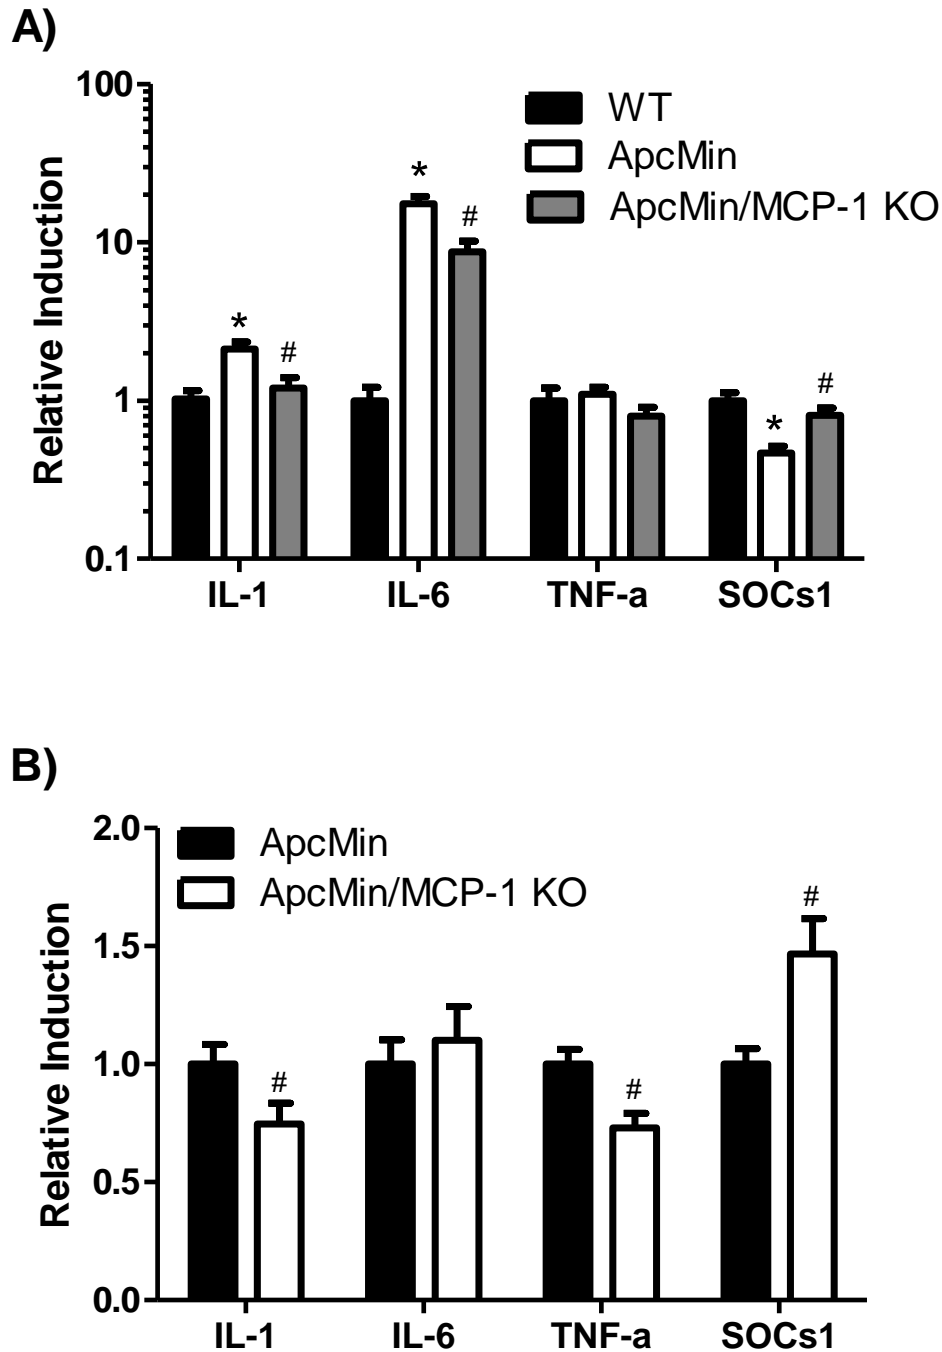 A)
100
10
1
0.1
Relative Induction
WT
ApcMin
ApcMin/MCP-1 KO
*
#
*
#
*
#
IL-1 IL-6 TNF-a SOCs1
B)
2.0
1.5
1.0
0.5
0.0
Relative Induction
ApcMin
ApcMin/MCP-1 KO
#
#
#
IL-1 IL-6 TNF-a SOCs1